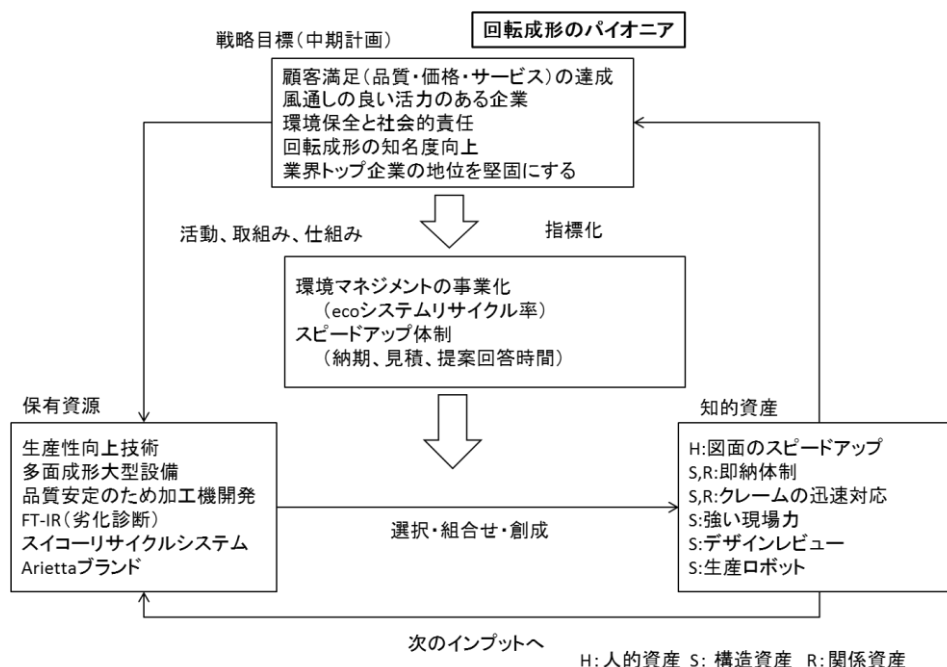 回転成形のパイオニア
戦略目標（中期計画）
顧客満足（品質・価格・サービス）の達成
風通しの良い活力のある企業
環境保全と社会的責任
回転成形の知名度向上
業界トップ企業の地位を堅固にする
活動、取組み、仕組み
指標化
環境マネジメントの事業化
（ecoシステムリサイクル率）
スピードアップ体制
（納期、見積、提案回答時間）
保有資源
生産性向上技術
多面成形大型設備
品質安定のため加工機開発
FT-IR（劣化診断）
スイコーリサイクルシステム
Ariettaブランド
選択・組合せ・創成
知的資産
H:図面のスピードアップ
S,R:即納体制
S,R:クレームの迅速対応
S:強い現場力
S:デザインレビュー
S:生産ロボット
次のインプットへ
H:人的資産 S: 構造資産 R:関係資産